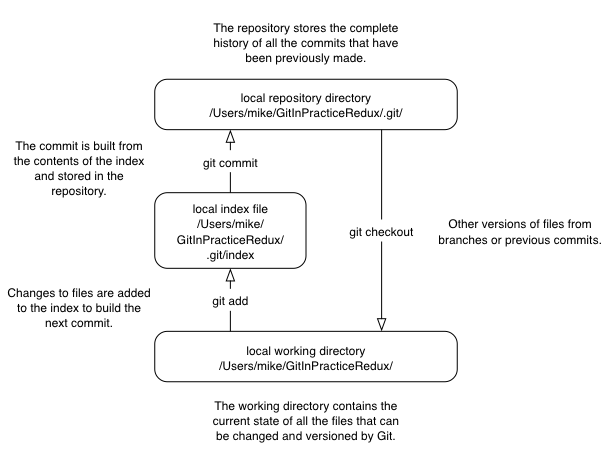 The repository stores the complete
history of all the commits that have
been previously made.
local repository directory
/Users/mike/GitInPracticeRedux/.git/
The commit is built from
the contents of the index
and stored in the
repository.
git commit
local index file
/Users/mike/
GitInPracticeRedux/
.git/index
git checkout
Other versions of files from
branches or previous commits.
Changes to files are added
to the index to build the
next commit.
git add
local working directory
/Users/mike/GitInPracticeRedux/
The working directory contains the
current state of all the files that can
be changed and versioned by Git.